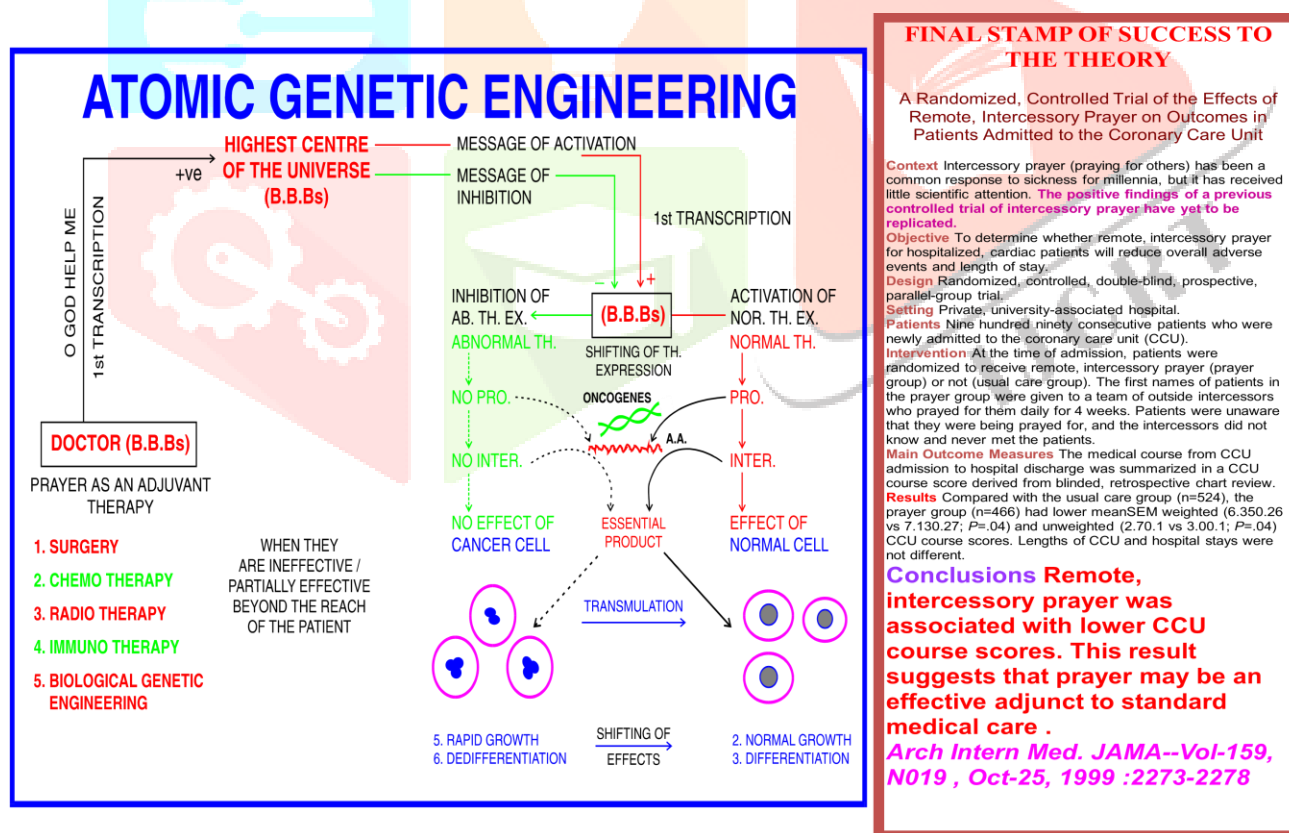 ATOMIC GENETIC ENGINEERING
HIGHEST CENTRE
OF THE UNIVERSE
(B.B.Bs)
+ve
MESSAGE OF ACTIVATION
MESSAGE OF
INHIBITION
1st TRANSCRIPTION
O GOD HELP ME
1st TRANSCRIPTION
–
+
INHIBITION OF
AB. TH. EX.
(B.B.Bs)
ACTIVATION OF
NOR. TH. EX.
ABNORMAL TH.
SHIFTING OF TH.
EXPRESSION
NORMAL TH.
NO PRO.
ONCOGENES
PRO.
A.A.
NO INTER.
INTER.
NO EFFECT OF
CANCER CELL
ESSENTIAL
PRODUCT
EFFECT OF
NORMAL CELL
DOCTOR (B.B.Bs)
PRAYER AS AN ADJUVANT
THERAPY
1. SURGERY
2. CHEMO THERAPY
3. RADIO THERAPY
4. IMMUNO THERAPY
5. BIOLOGICAL GENETIC
ENGINEERING
WHEN THEY
ARE INEFFECTIVE /
PARTIALLY EFFECTIVE
BEYOND THE REACH
OF THE PATIENT
TRANSMULATION
5. RAPID GROWTH
6. DEDIFFERENTIATION
SHIFTING OF
EFFECTS
2. NORMAL GROWTH
3. DIFFERENTIATION
FINAL STAMP OF SUCCESS TO
THE THEORY
A Randomized, Controlled Trial of the Effects of
Remote, Intercessory Prayer on Outcomes in
Patients Admitted to the Coronary Care Unit
Context Intercessory prayer (praying for others) has been a
common response to sickness for millennia, but it has received
little scientific attention. The positive findings of a previous
controlled trial of intercessory prayer have yet to be
replicated.
Objective To determine whether remote, intercessory prayer
for hospitalized, cardiac patients will reduce overall adverse
events and length of stay.
Design Randomized, controlled, double-blind, prospective,
parallel-group trial.
Setting Private, university-associated hospital.
Patients Nine hundred ninety consecutive patients who were
newly admitted to the coronary care unit (CCU).
Intervention At the time of admission, patients were
randomized to receive remote, intercessory prayer (prayer
group) or not (usual care group). The first names of patients in
the prayer group were given to a team of outside intercessors
who prayed for them daily for 4 weeks. Patients were unaware
that they were being prayed for, and the intercessors did not
know and never met the patients.
Main Outcome Measures The medical course from CCU
admission to hospital discharge was summarized in a CCU
course score derived from blinded, retrospective chart review.
Results Compared with the usual care group (n=524), the
prayer group (n=466) had lower meanSEM weighted (6.350.26
vs 7.130.27; P=.04) and unweighted (2.70.1 vs 3.00.1; P=.04)
CCU course scores. Lengths of CCU and hospital stays were
not different.
Conclusions Remote,
intercessory prayer was
associated with lower CCU
course scores. This result
suggests that prayer may be an
effective adjunct to standard
medical care .
Arch Intern Med. JAMA--Vol-159,
N019 , Oct-25, 1999 :2273-2278
IJCRT